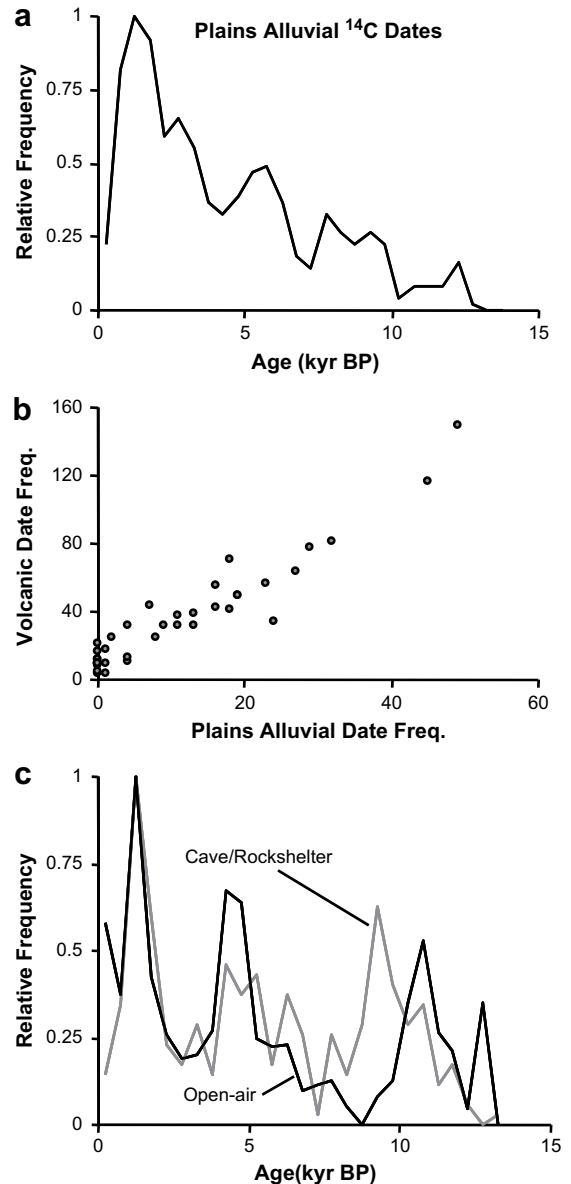 a
Plains Alluvial ¹⁴C Dates
1
0.75
0.5
0.25
0
Relative Frequency
0 5 10 15
Age (kyr BP)
b
160
120
80
40
0
Volcanic Date Freq.
0 20 40 60
Plains Alluvial Date Freq.
c
1
0.75
0.5
0.25
0
Relative Frequency
Cave/Rockshelter
Open-air
0 5 10 15
Age(kyr BP)